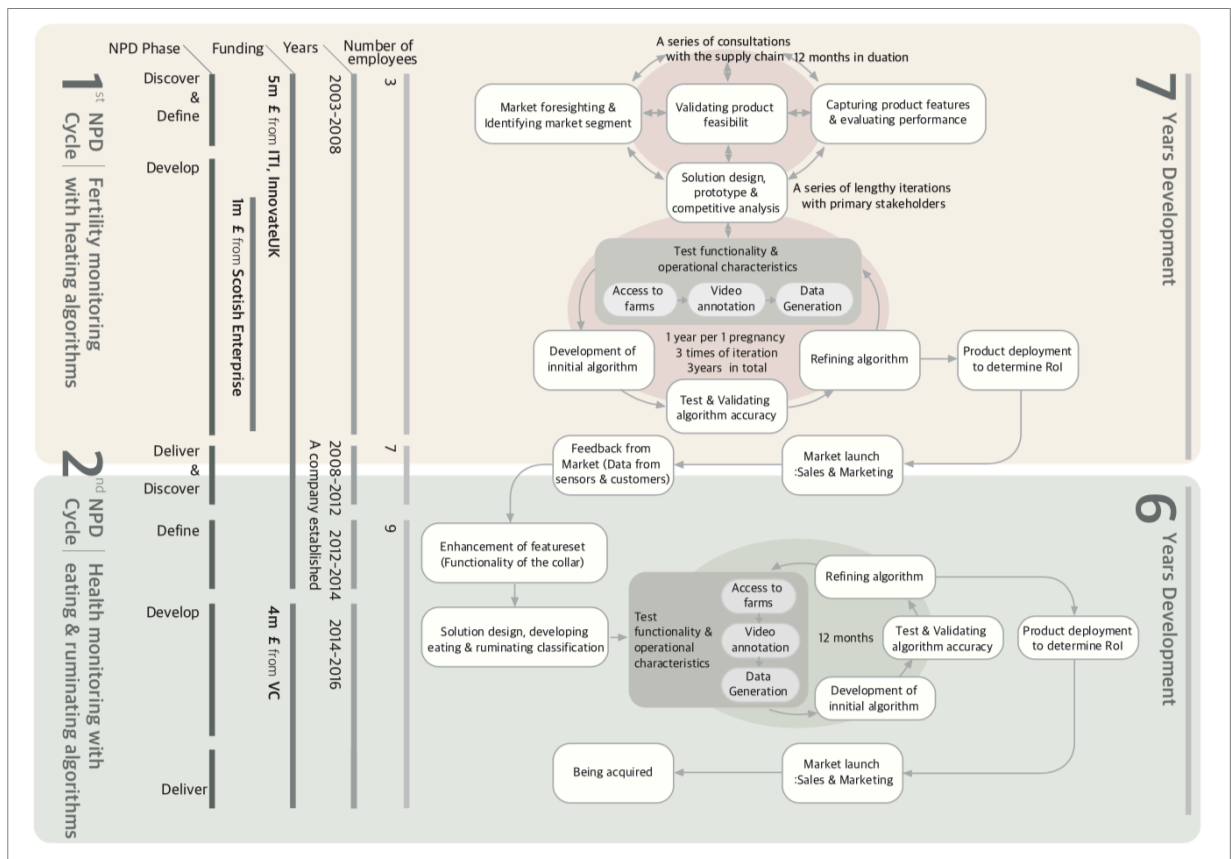 NPD Phase
Funding
Years
Number of
employees
1st NPD
Cycle
Fertility monitoring
with heating algorithms
Discover
&
Define
Develop
5m £ from ITI, InnovateUK
1m £ from Scotish Enterprise
2003-2008
3
A series of consultations
with the supply chain
12 months in duation
Market foresighting &
Identifying market segment
Validating product
feasibilit
Capturing product features
& evaluating performance
Solution design,
prototype &
competitive analysis
A series of lengthy iterations
with primary stakeholders
Test functionality &
operational characteristics
Access to
farms
Video
annotation
Data
Generation
1 year per 1 pregnancy
3 times of iteration
3years in total
Development of
innitial algorithm
Refining algorithm
Product deployment
to determine RoI
Test & Validating
algorithm accuracy
7 Years Development
2nd NPD
Cycle
Health monitoring with
eating & ruminating algorithms
Deliver
&
Discover
Define
Develop
Deliver
4m £ from VC
2008-2012
A company established
2012-2014
2014-2016
7
9
Feedback from
Market (Data from
sensors & customers)
Market launch
:Sales & Marketing
Enhancement of featureset
(Functionality of the collar)
Solution design, developing
eating & ruminating classification
Test
functionality &
operational
characteristics
Access to
farms
Video
annotation
Data
Generation
12 months
Refining algorithm
Test & Validating
algorithm accuracy
Development of
innitial algorithm
Product deployment
to determine RoI
Being acquired
Market launch
:Sales & Marketing
6 Years Development